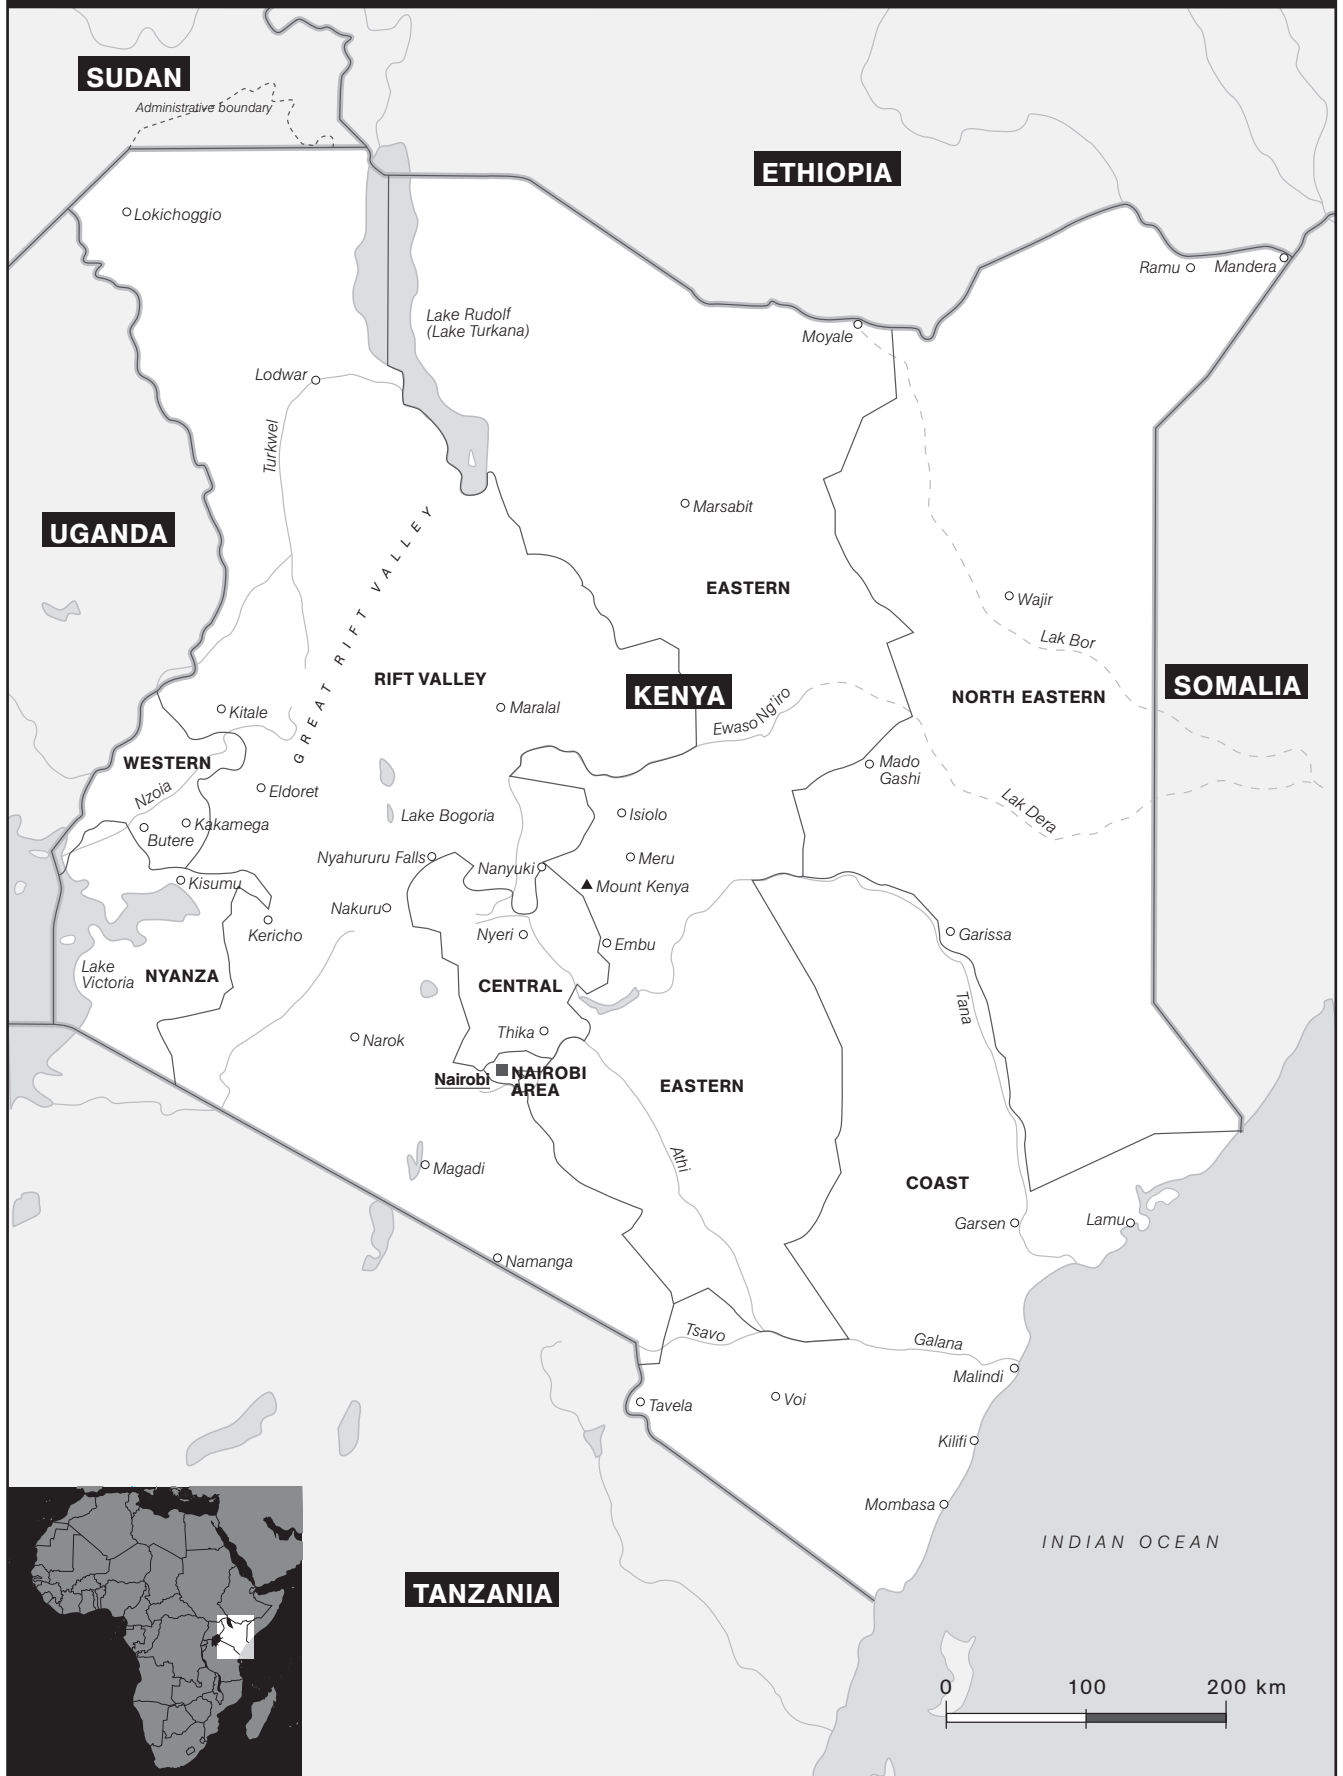 SUDAN
Administrative boundary
ETHIOPIA
Lokichoggio
Ramu
Mandera
Lake Rudolf
(Lake Turkana)
Moyale
Lodwar
Turkwel
Marsabit
UGANDA
GREAT RIFT VALLEY
EASTERN
Wajir
Lak Bor
RIFT VALLEY
KENYA
SOMALIA
NORTH EASTERN
Ewaso Ng'iro
Kitale
Maralal
WESTERN
Mado
Gashi
Nzoia
Eldoret
Lak Dera
Lake Bogoria
Isiolo
Kakamega
Butere
Nyahururu Falls
Nanyuki
Meru
Mount Kenya
Kisumu
Nakuru
Kericho
Nyeri
Embu
Garissa
Lake
Victoria
NYANZA
CENTRAL
Tana
Thika
Narok
Nairobi
NAIROBI
AREA
EASTERN
Athi
Magadi
COAST
Garsen
Lamu
Namanga
Tsavo
Galana
Malindi
Tavela
Voi
Kilifi
Mombasa
INDIAN OCEAN
TANZANIA
0
100
200 km